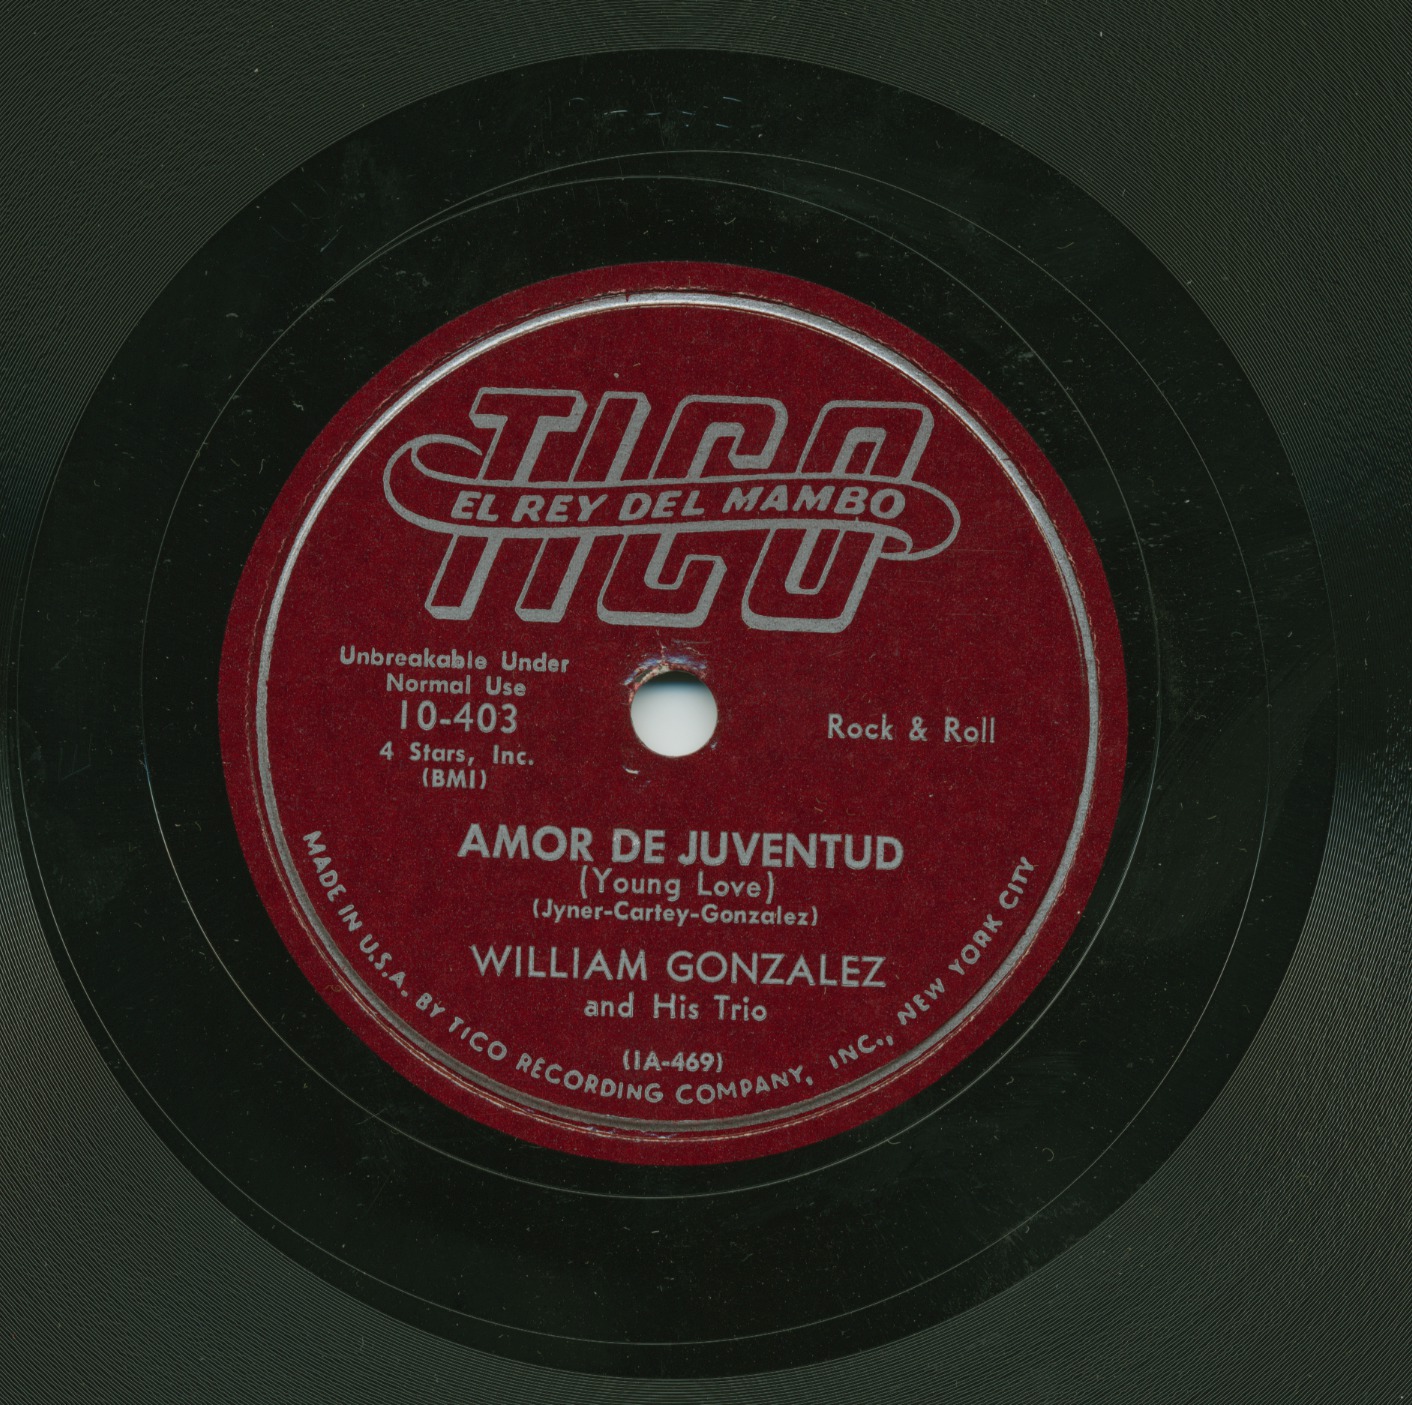 TICO
EL REY DEL MAMBO
Unbreakable Under
Normal Use
10-403
4 Stars, Inc.
(BMI)
Rock & Roll
AMOR DE JUVENTUD
(Young Love)
(Jyner-Cartey-Gonzalez)
WILLIAM GONZALEZ
and His Trio
(1A-469)
MADE IN U.S.A. BY TICO RECORDING COMPANY, INC., NEW YORK CITY